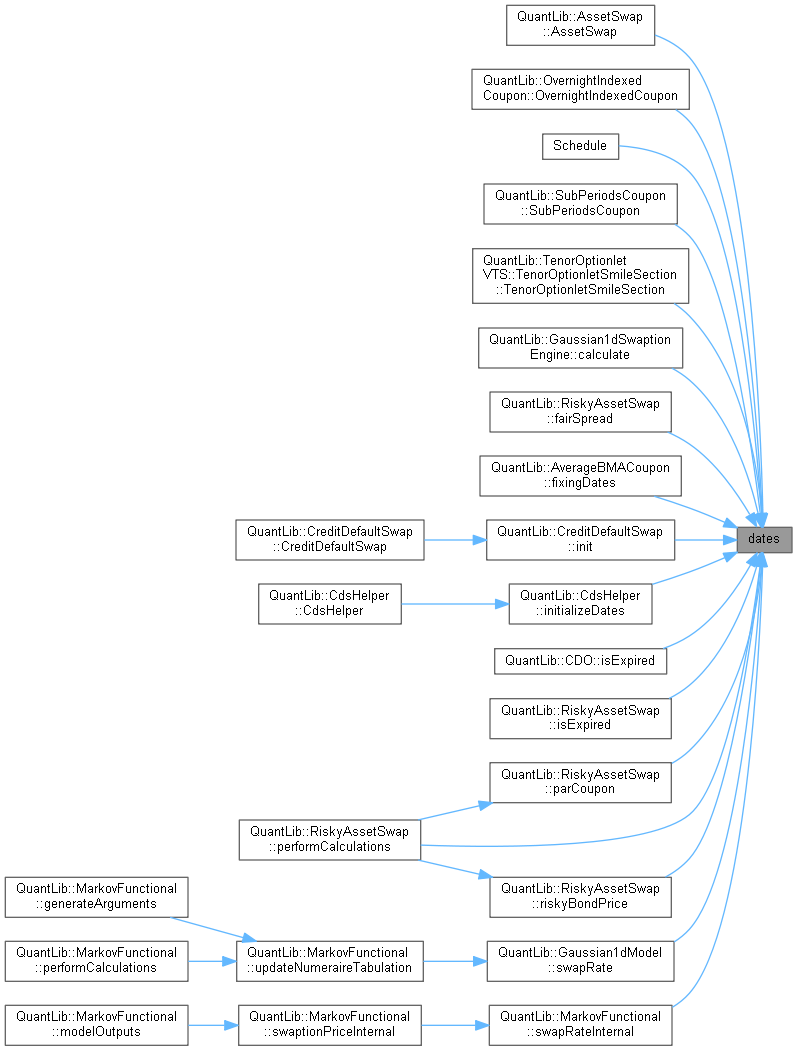 QuantLib::AssetSwap
::AssetSwap
QuantLib::OvernightIndexed
Coupon::OvernightIndexedCoupon
Schedule
QuantLib::SubPeriodsCoupon
::SubPeriodsCoupon
QuantLib::TenorOptionlet
VTS::TenorOptionletSmileSection
::TenorOptionletSmileSection
QuantLib::Gaussian1dSwaption
Engine::calculate
QuantLib::RiskyAssetSwap
::fairSpread
QuantLib::AverageBMACoupon
::fixingDates
QuantLib::CreditDefaultSwap
::CreditDefaultSwap
QuantLib::CreditDefaultSwap
::init
dates
QuantLib::CdsHelper
::CdsHelper
QuantLib::CdsHelper
::initializeDates
QuantLib::CDO::isExpired
QuantLib::RiskyAssetSwap
::isExpired
QuantLib::RiskyAssetSwap
::parCoupon
QuantLib::RiskyAssetSwap
::performCalculations
QuantLib::RiskyAssetSwap
::riskyBondPrice
QuantLib::MarkovFunctional
::generateArguments
QuantLib::MarkovFunctional
::performCalculations
QuantLib::MarkovFunctional
::updateNumeraireTabulation
QuantLib::Gaussian1dModel
::swapRate
QuantLib::MarkovFunctional
::modelOutputs
QuantLib::MarkovFunctional
::swaptionPriceInternal
QuantLib::MarkovFunctional
::swapRateInternal